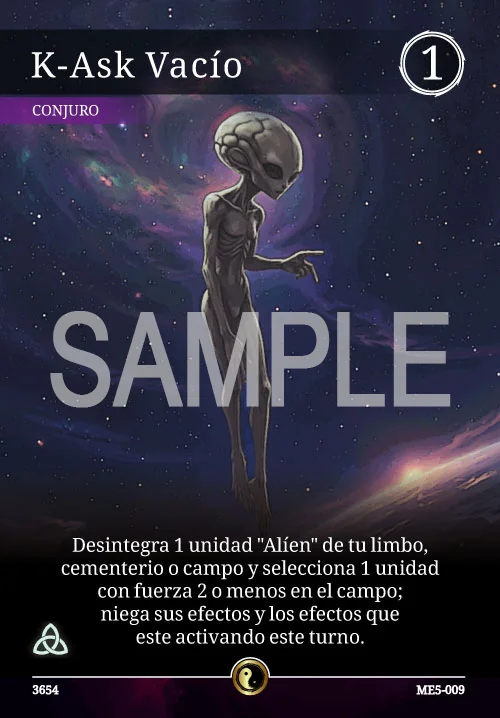 K-Ask Vacío
1
CONJURO
SAMPLE
Desintegra 1 unidad "Alíen" de tu limbo,
cementerio o campo y selecciona 1 unidad
con fuerza 2 o menos en el campo;
niega sus efectos y los efectos que
este activando este turno.
3654
ME5-009